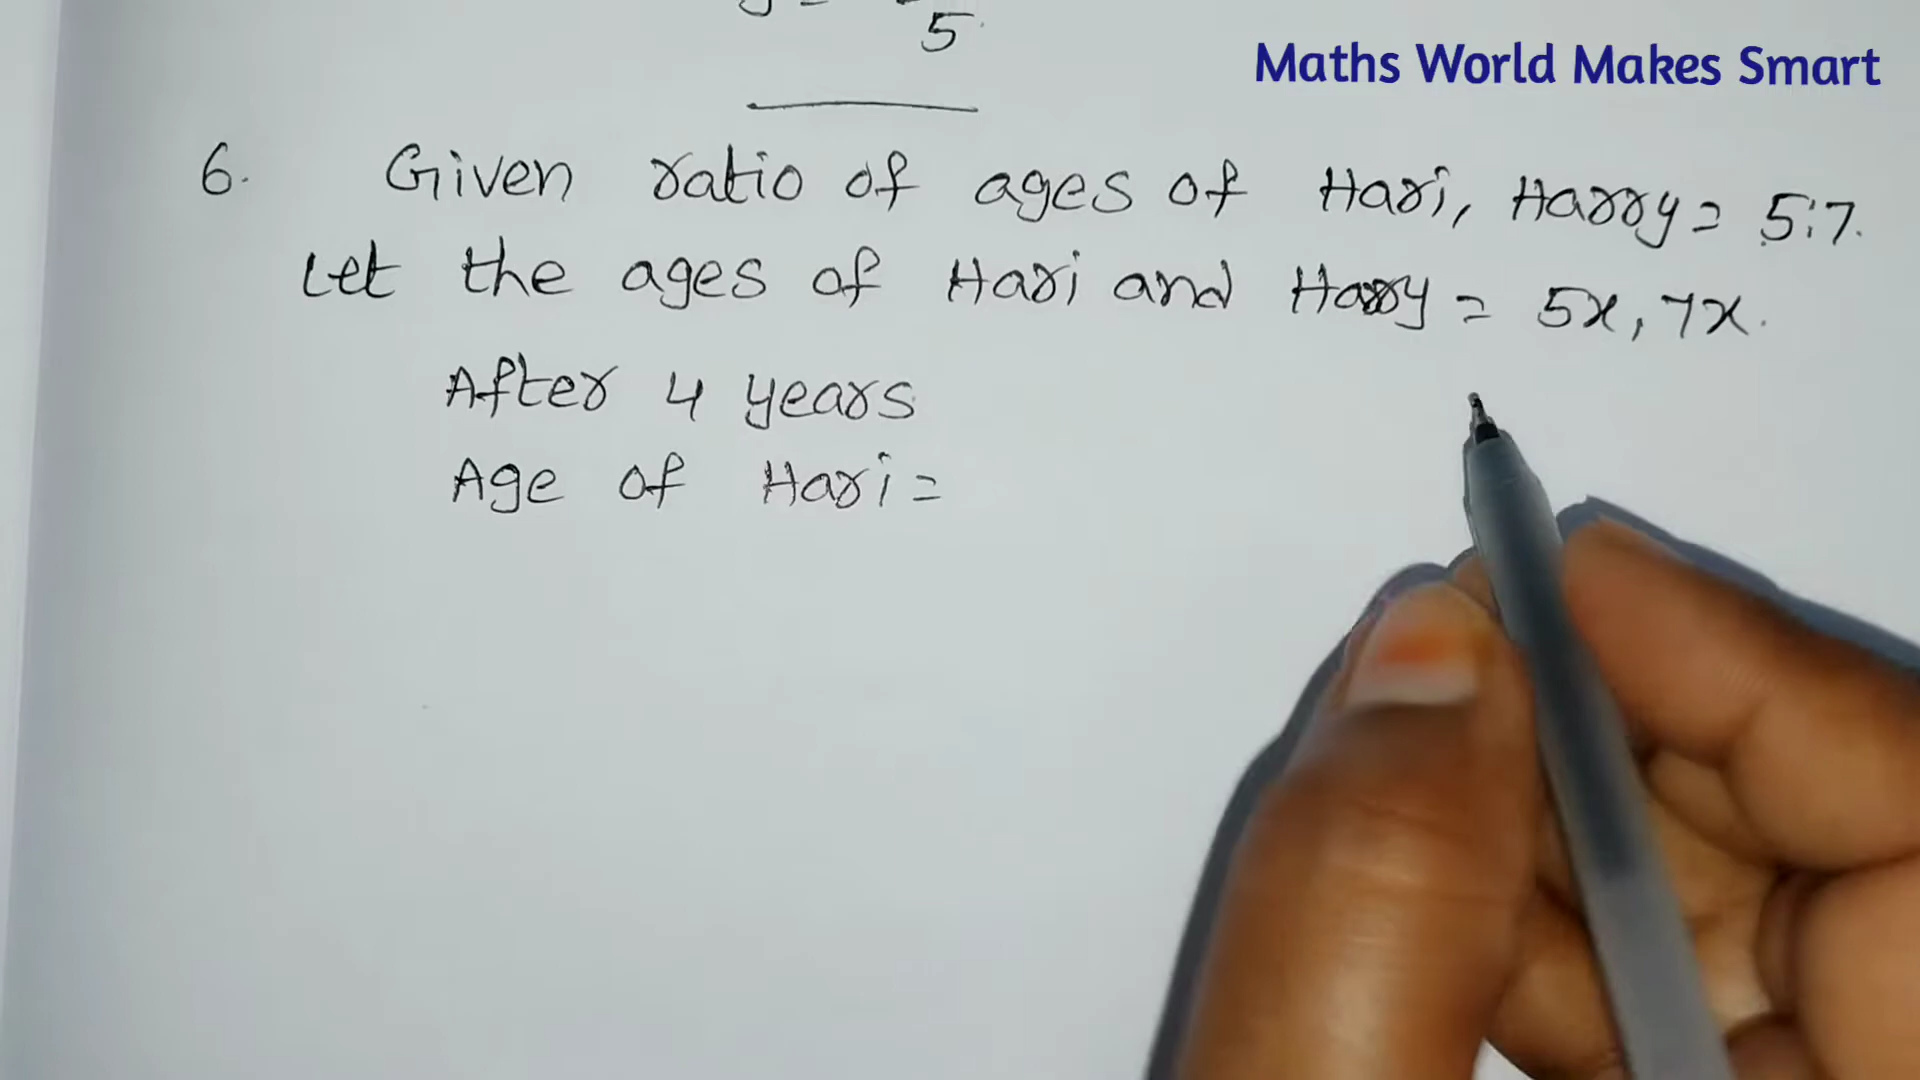 5
Maths World Makes Smart
6. Given ratio of ages of Hari, Harry = 5:7.
Let the ages of Hari and Harry = 5x, 7x.
After 4 years
Age of Hari =